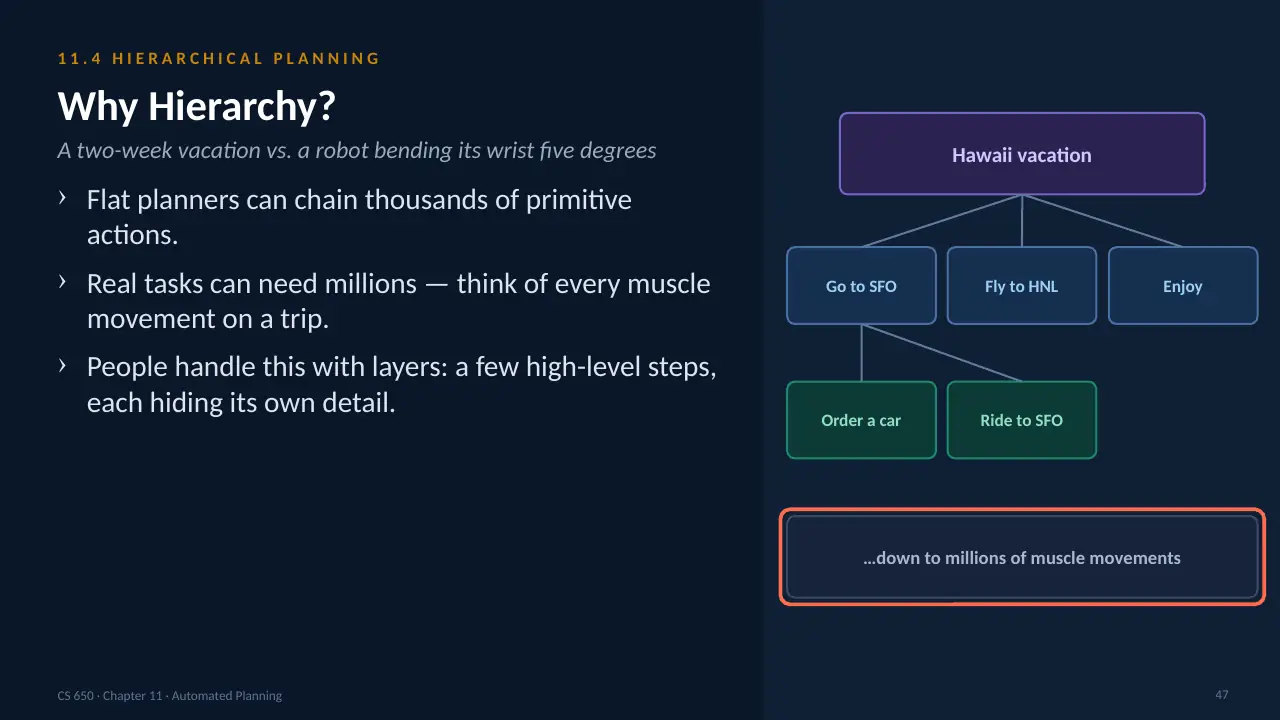 11.4 HIERARCHICAL PLANNING
Why Hierarchy?
A two-week vacation vs. a robot bending its wrist five degrees
› Flat planners can chain thousands of primitive
actions.
› Real tasks can need millions — think of every muscle
movement on a trip.
› People handle this with layers: a few high-level steps,
each hiding its own detail.
Hawaii vacation
Go to SFO
Fly to HNL
Enjoy
Order a car
Ride to SFO
…down to millions of muscle movements
CS 650 · Chapter 11 · Automated Planning
47